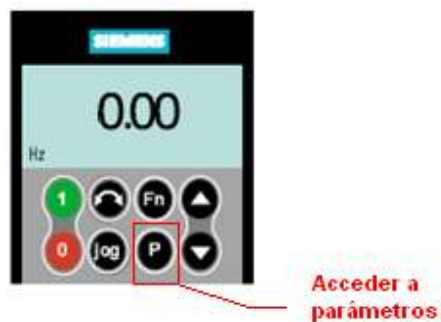 SIEMENS
0.00
Hz
1
Fn
0
jog
P
Acceder a
parámetros